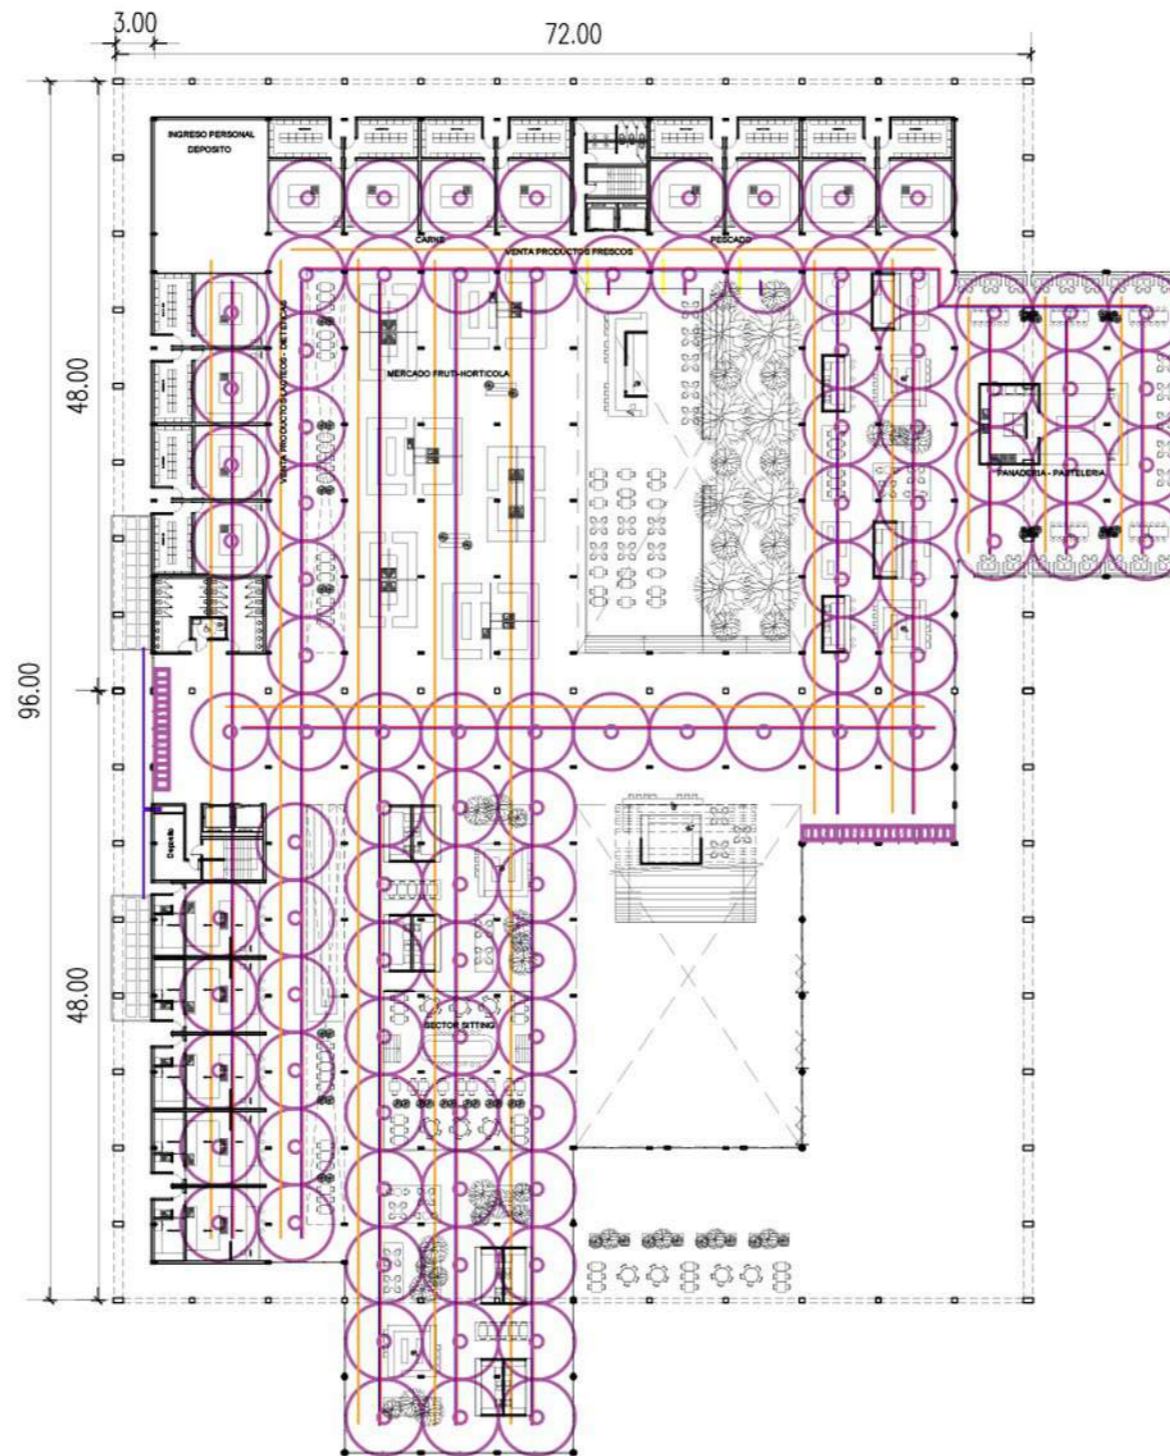 3.00
72.00
INGRESO PERSONAL
DEPOSITO
CARNE
PESCADO
VENTA PRODUCTOS FRESCOS
VENTA PRODUCTOS LACTEOS - DIETETICAS
48.00
MERCADO FRUTI-HORTICOLA
PANADERIA - PASTELERIA
96.00
Deposito
48.00
SECTOR SITTING